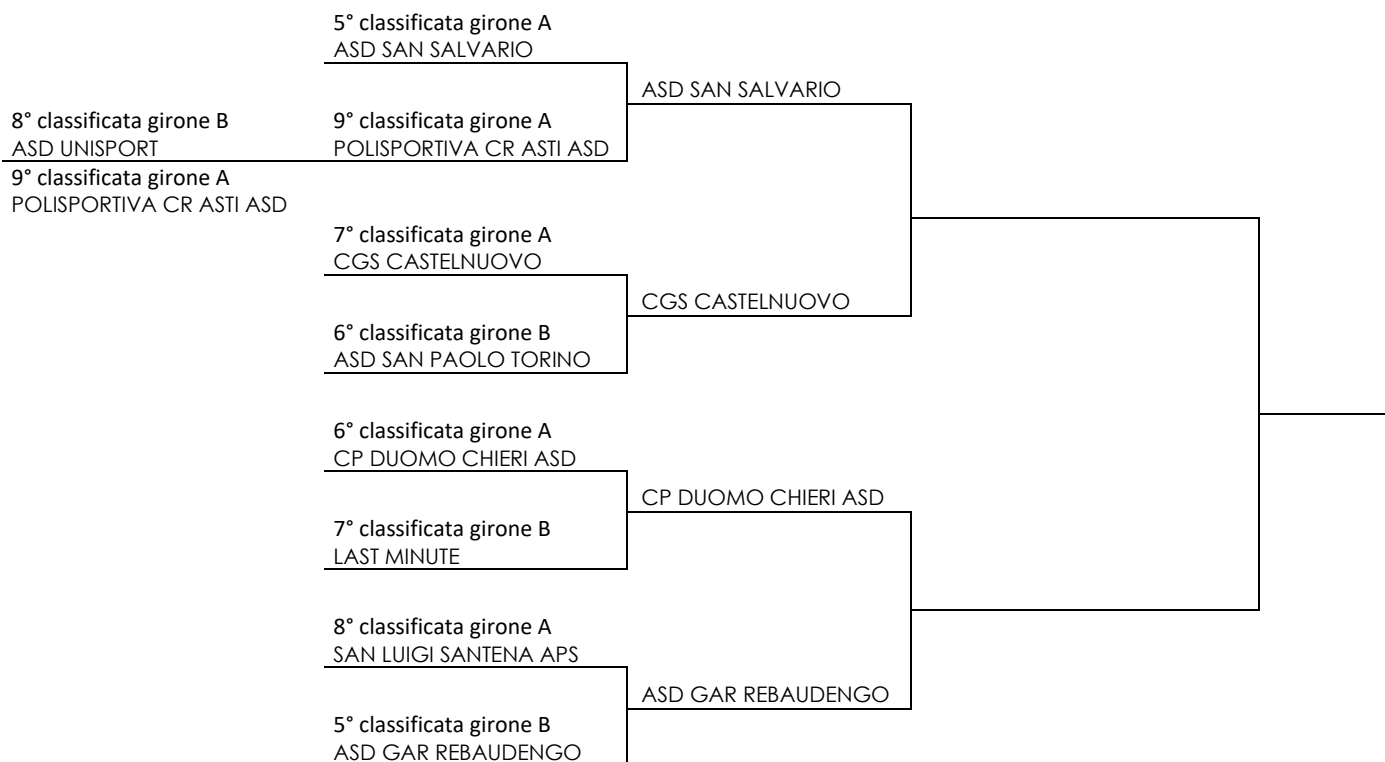 5° classificata girone A
ASD SAN SALVARIO
ASD SAN SALVARIO
8° classificata girone B
ASD UNISPORT
9° classificata girone A
POLISPORTIVA CR ASTI ASD
9° classificata girone A
POLISPORTIVA CR ASTI ASD
7° classificata girone A
CGS CASTELNUOVO
CGS CASTELNUOVO
6° classificata girone B
ASD SAN PAOLO TORINO
6° classificata girone A
CP DUOMO CHIERI ASD
CP DUOMO CHIERI ASD
7° classificata girone B
LAST MINUTE
8° classificata girone A
SAN LUIGI SANTENA APS
ASD GAR REBAUDENGO
5° classificata girone B
ASD GAR REBAUDENGO